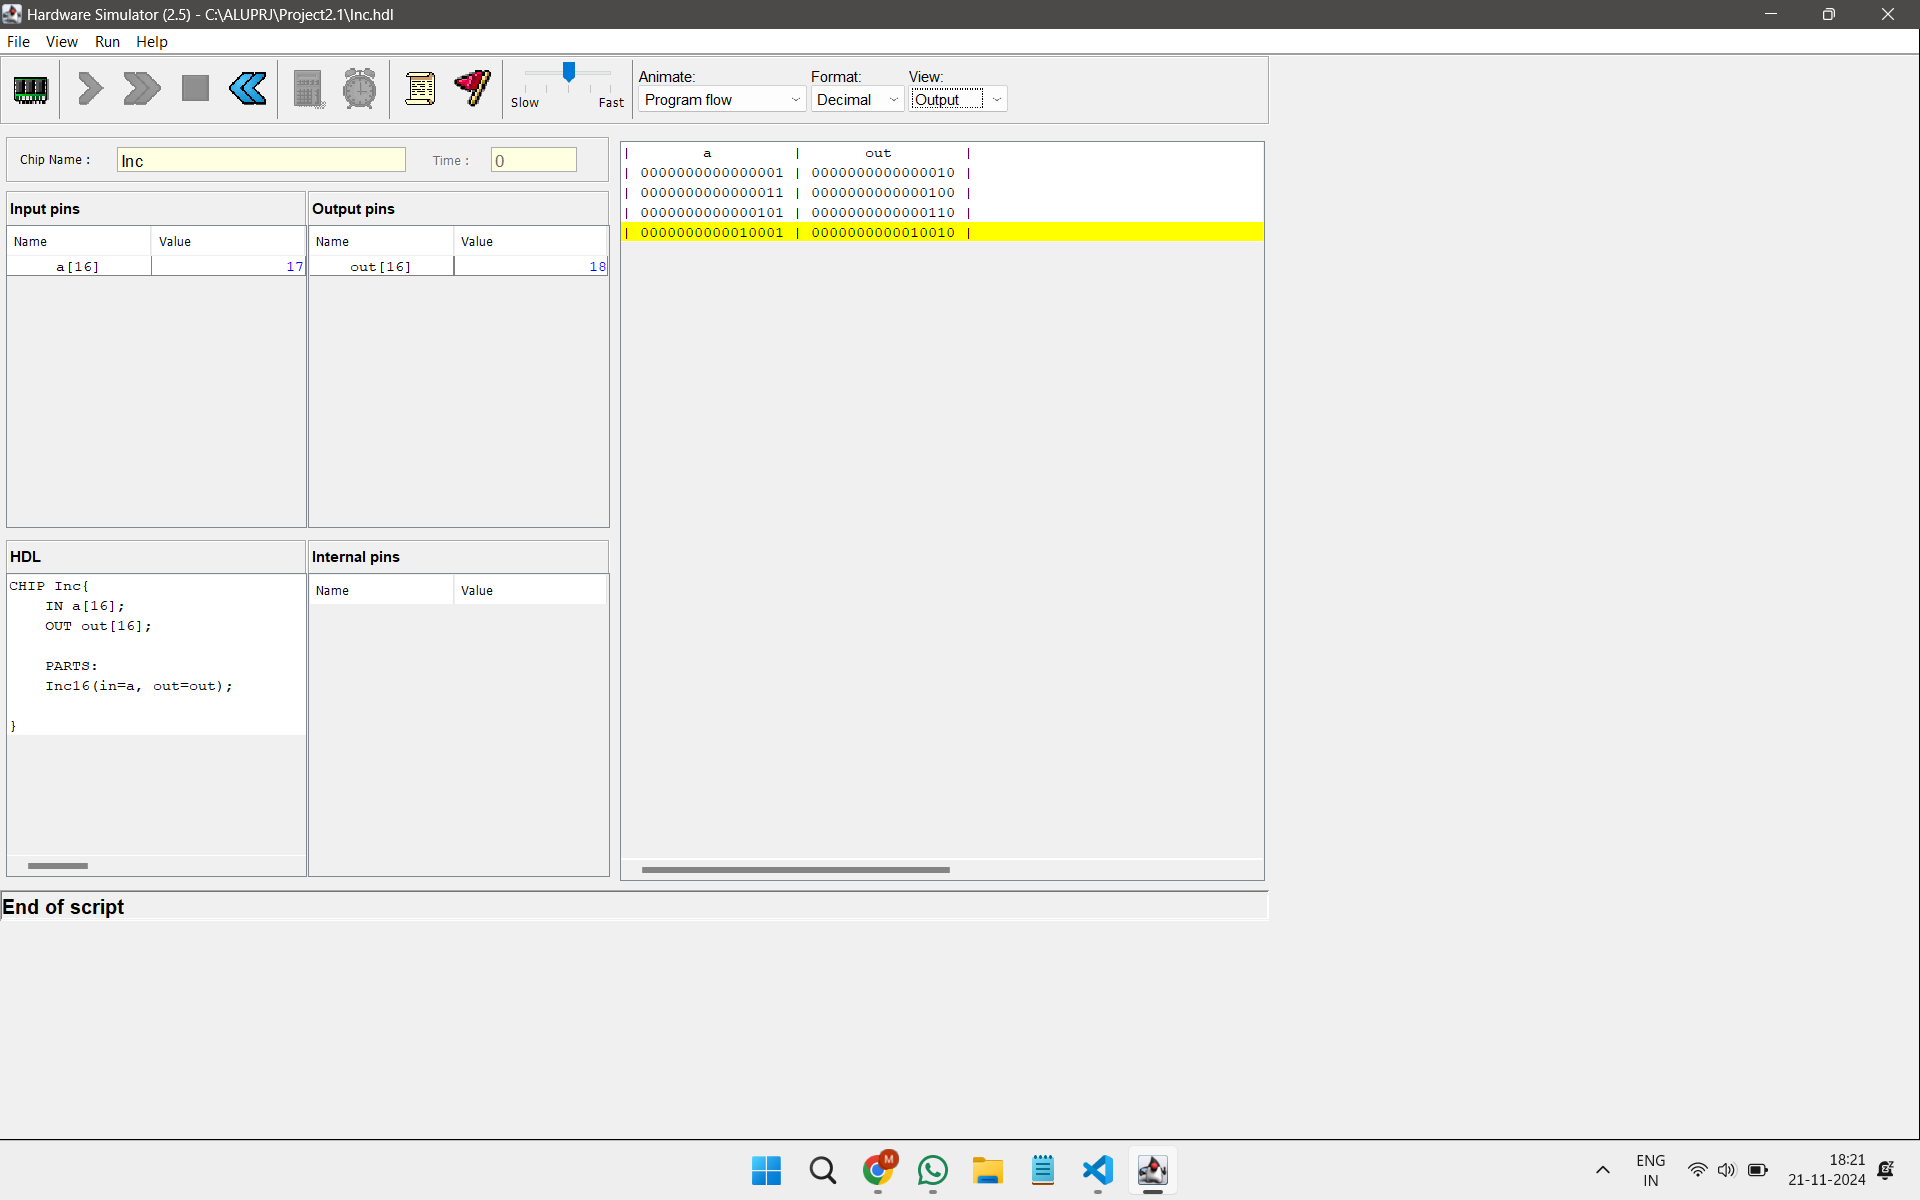 Hardware Simulator (2.5) - C:\ALUPRJ\Project2.1\Inc.hdl
File View Run Help
Slow Fast
Animate: Format: View:
Program flow Decimal Output
Chip Name : Inc Time : 0
Input pins Output pins
Name Value Name Value
a[16] 17 out[16] 18
| a | out |
| 0000000000000001 | 0000000000000010 |
| 0000000000000011 | 0000000000000100 |
| 0000000000000101 | 0000000000000110 |
| 0000000000010001 | 0000000000010010 |
HDL
CHIP Inc{
IN a[16];
OUT out[16];
PARTS:
Inc16(in=a, out=out);
}
Internal pins
Name Value
End of script
M
ENG
IN
18:21
21-11-2024